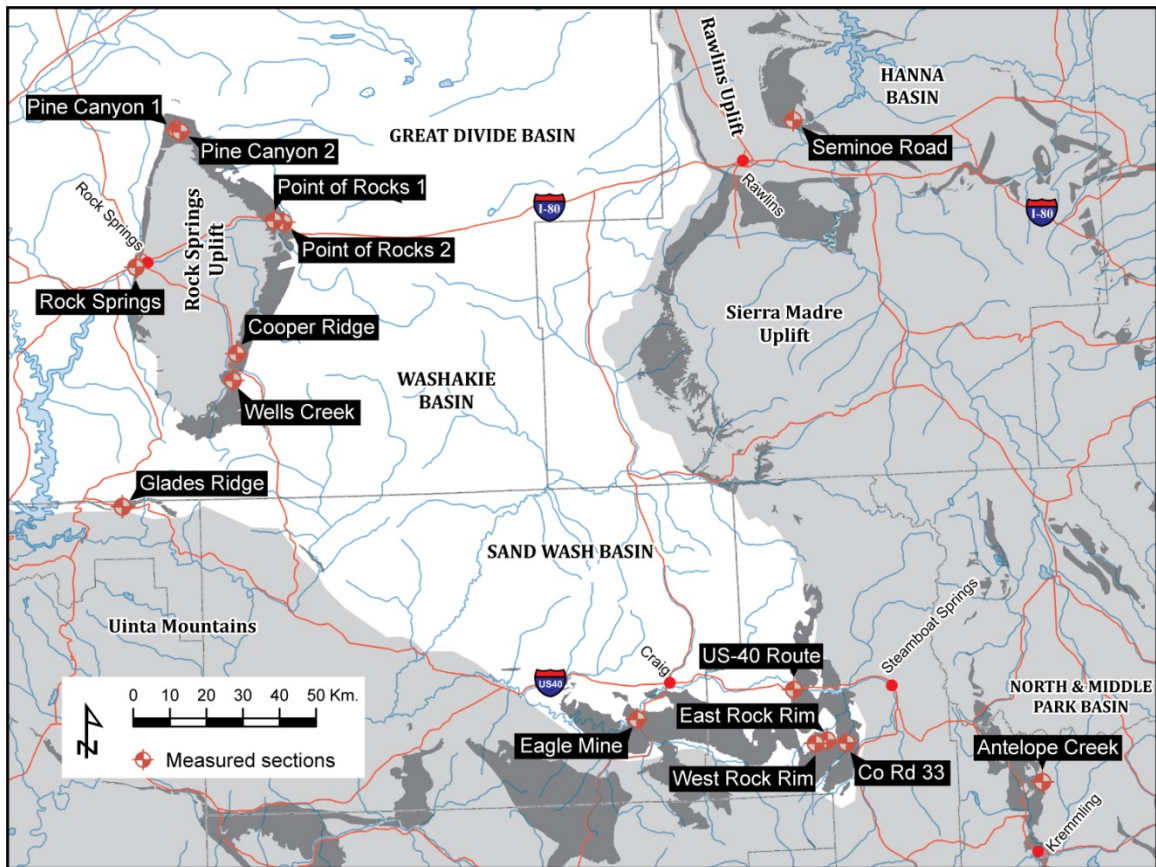 Pine Canyon 1
Pine Canyon 2
GREAT DIVIDE BASIN
Rawlins Uplift
HANNA
BASIN
Seminoe Road
Rawlins
Point of Rocks 1
Point of Rocks 2
I-80
I-80
Rock Springs
Rock Springs
Uplift
Rock Springs
Cooper Ridge
Wells Creek
WASHAKIE
BASIN
Sierra Madre
Uplift
Glades Ridge
SAND WASH BASIN
Uinta Mountains
US40
Craig
US-40 Route
Steamboat Springs
East Rock Rim
Eagle Mine
West Rock Rim
Co Rd 33
NORTH & MIDDLE
PARK BASIN
Antelope Creek
Kremmling
SCALE
0 10 20 30 40 50 Km.
N
Measured sections